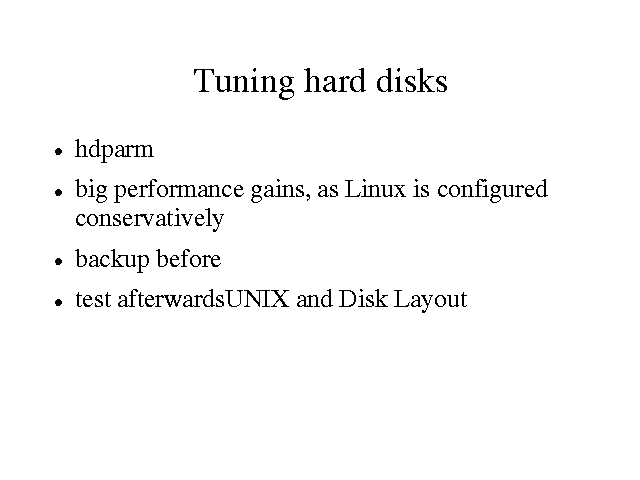 Tuning hard disks
• hdparm
• big performance gains, as Linux is configured
conservatively
• backup before
• test afterwardsUNIX and Disk Layout